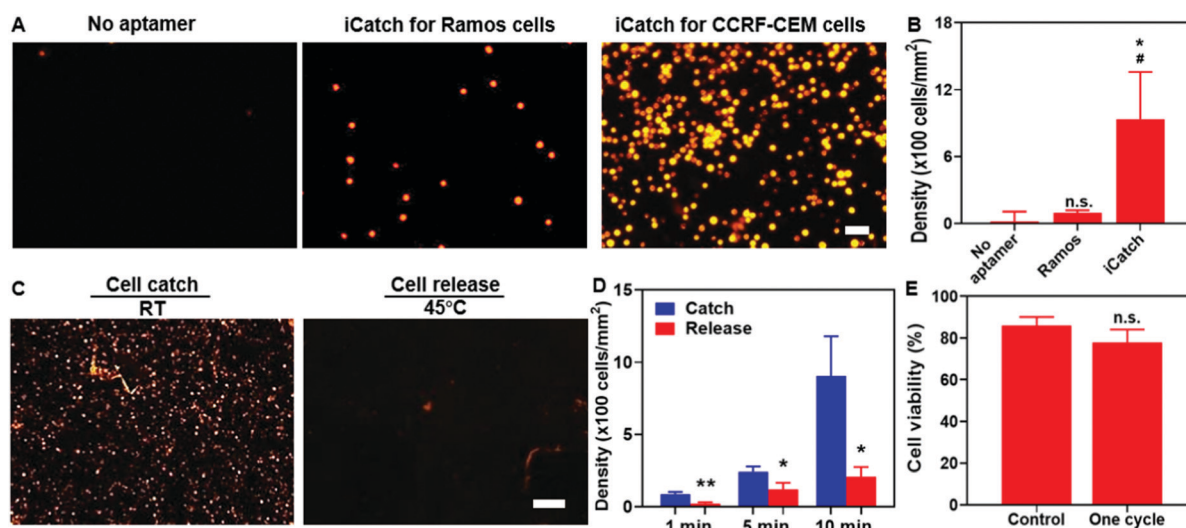 A
No aptamer
iCatch for Ramos cells
iCatch for CCRF-CEM cells
B
Density (x100 cells/mm²)
18
12
6
0
*
#
n.s.
No
aptamer
Ramos
iCatch
C
Cell catch
RT
Cell release
45°C
D
Density (x100 cells/mm²)
15
10
5
0
Catch
Release
**
*
*
1 min
5 min
10 min
E
Cell viability (%)
100
80
60
40
20
0
n.s.
Control
One cycle